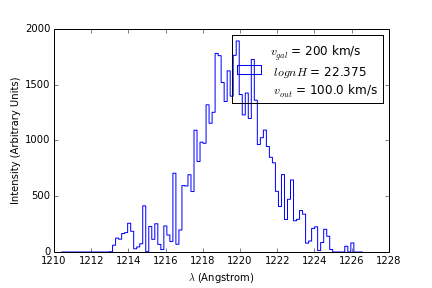 2000
1500
1000
500
0
Intensity (Arbitrary Units)
v_gal = 200 km/s
lognH = 22.375
v_out = 100.0 km/s
1210 1212 1214 1216 1218 1220 1222 1224 1226 1228
λ (Angstrom)